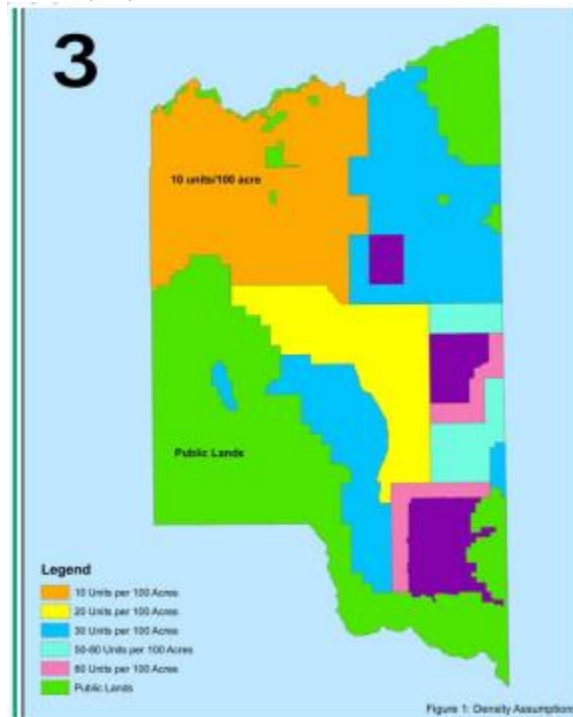 3
10 units/100 acre
Public Lands
Legend
10 Units per 100 Acres
20 Units per 100 Acres
30 Units per 100 Acres
50-80 Units per 100 Acres
80 Units per 100 Acres
Public Lands
Figure 1: Density Assumptions